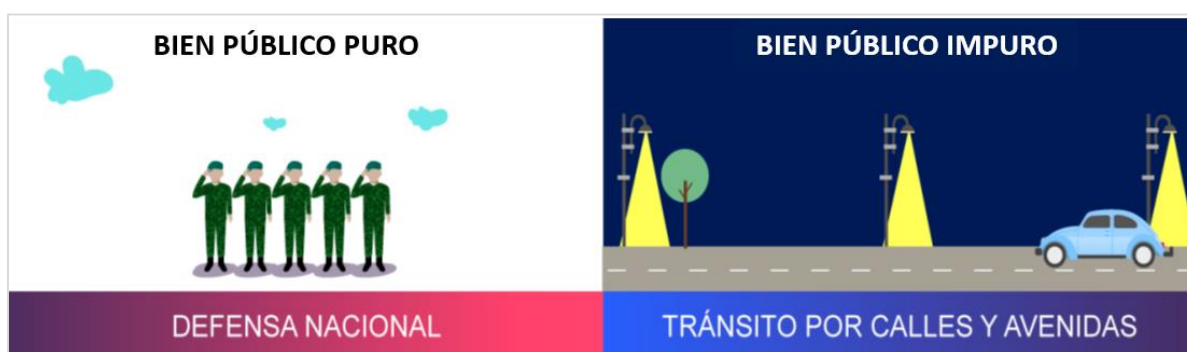 BIEN PÚBLICO PURO
DEFENSA NACIONAL
BIEN PÚBLICO IMPURO
TRÁNSITO POR CALLES Y AVENIDAS